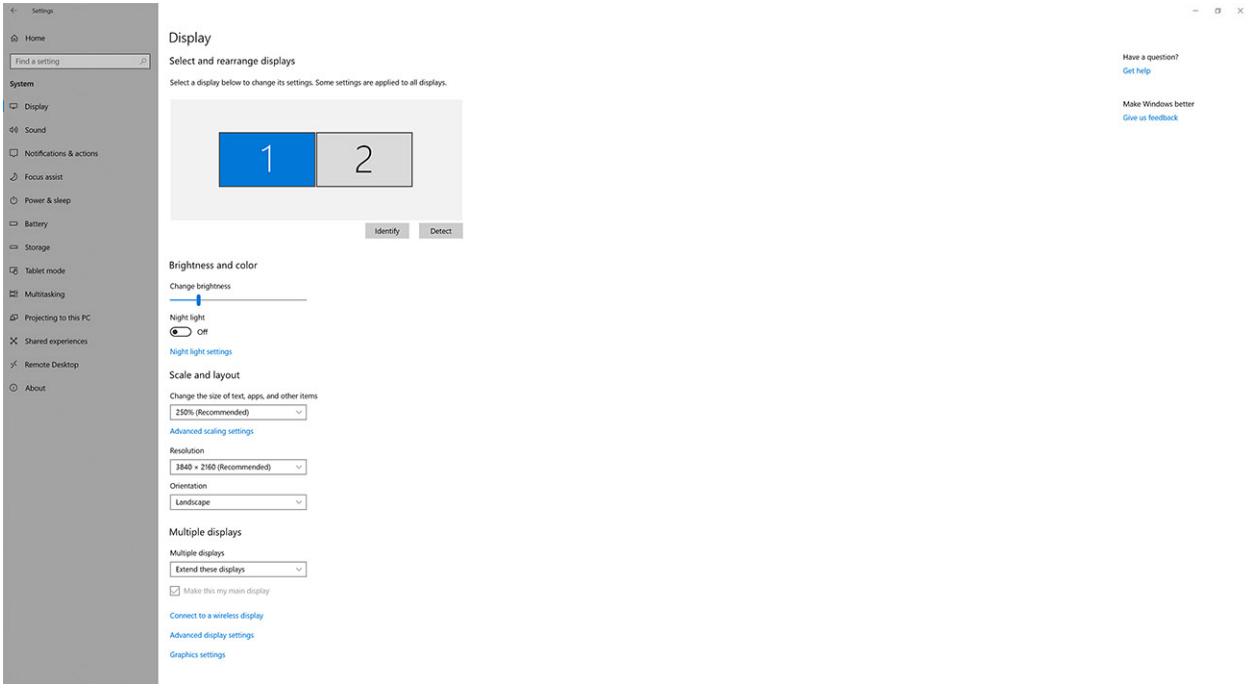 Settings
Home
Find a setting
System
Display
Sound
Notifications & actions
Focus assist
Power & sleep
Battery
Storage
Tablet mode
Multitasking
Projecting to this PC
Shared experiences
Remote Desktop
About
Display
Select and rearrange displays
Select a display below to change its settings. Some settings are applied to all displays.
1 2
Identify Detect
Brightness and color
Change brightness
Night light
Off
Night light settings
Scale and layout
Change the size of text, apps, and other items
250% (Recommended)
Advanced scaling settings
Resolution
3840 × 2160 (Recommended)
Orientation
Landscape
Multiple displays
Multiple displays
Extend these displays
Make this my main display
Connect to a wireless display
Advanced display settings
Graphics settings
Have a question?
Get help
Make Windows better
Give us feedback